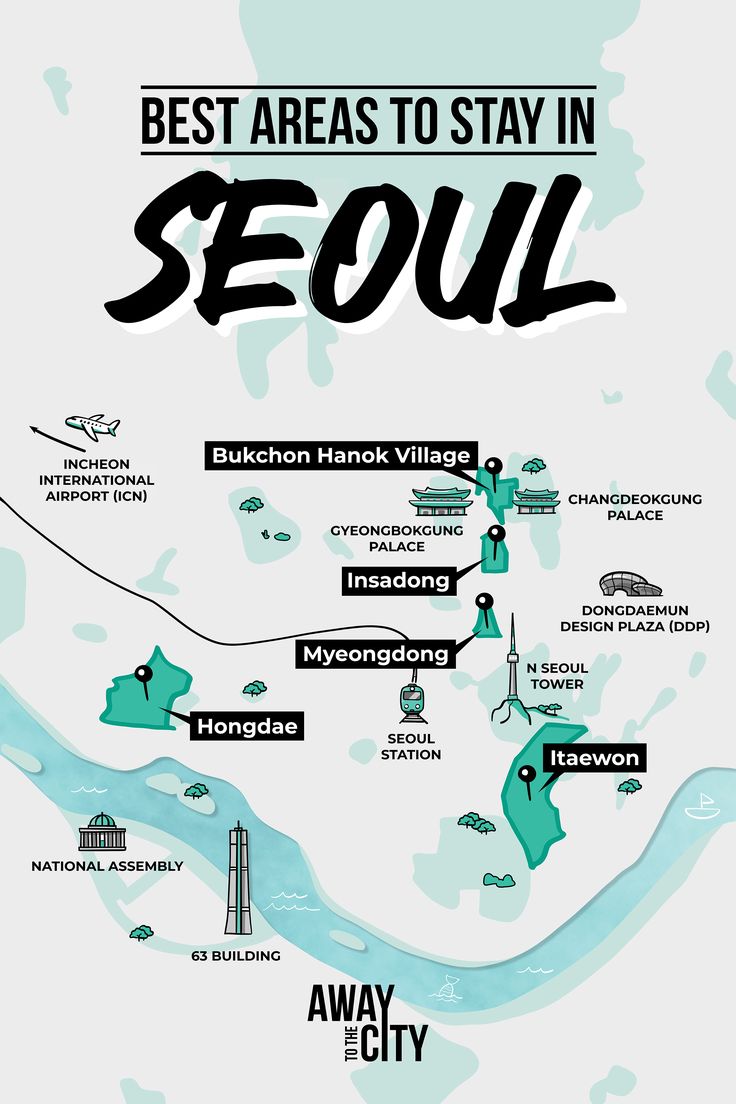 BEST AREAS TO STAY IN
SEOUL
INCHEON
INTERNATIONAL
AIRPORT (ICN)
Bukchon Hanok Village
CHANGDEOKGUNG
PALACE
GYEONGBOKGUNG
PALACE
Insadong
DONGDAEMUN
DESIGN PLAZA (DDP)
Myeongdong
N SEOUL
TOWER
Hongdae
SEOUL
STATION
Itaewon
NATIONAL ASSEMBLY
63 BUILDING
AWAY
TO THE
CITY